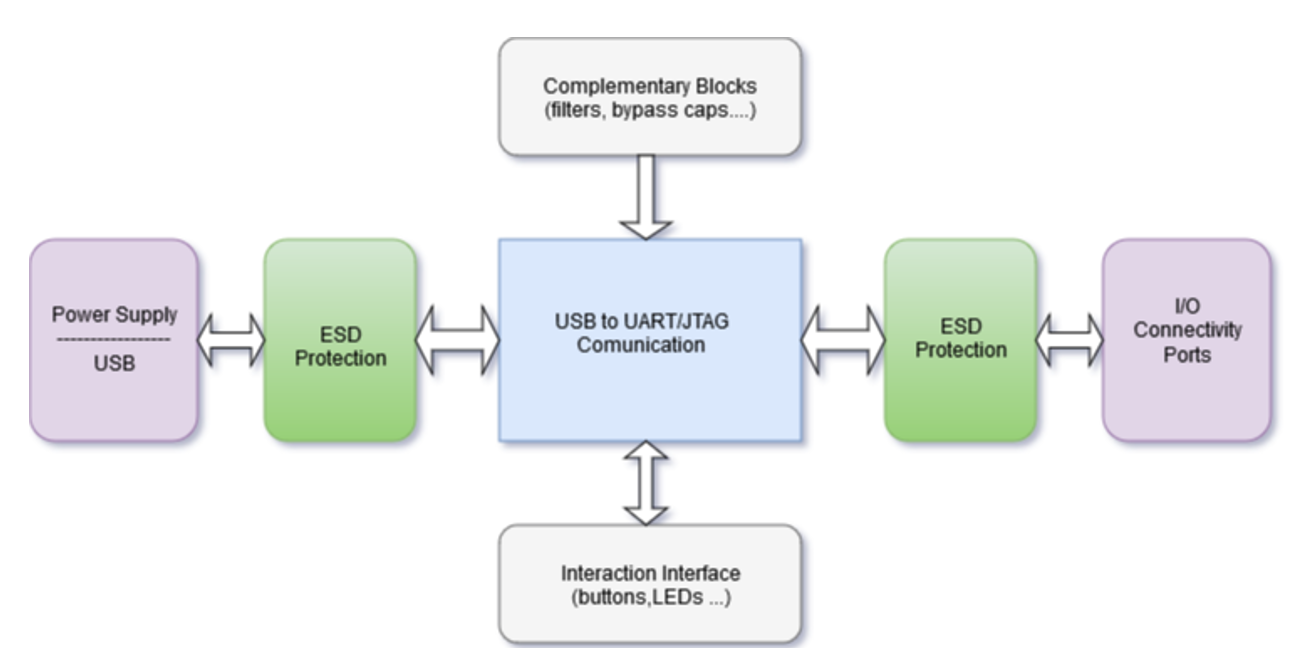 Complementary Blocks
(filters, bypass caps....)
Power Supply
-----------------
USB
ESD
Protection
USB to UART/JTAG
Comunication
ESD
Protection
I/O
Connectivity
Ports
Interaction Interface
(buttons,LEDs ...)